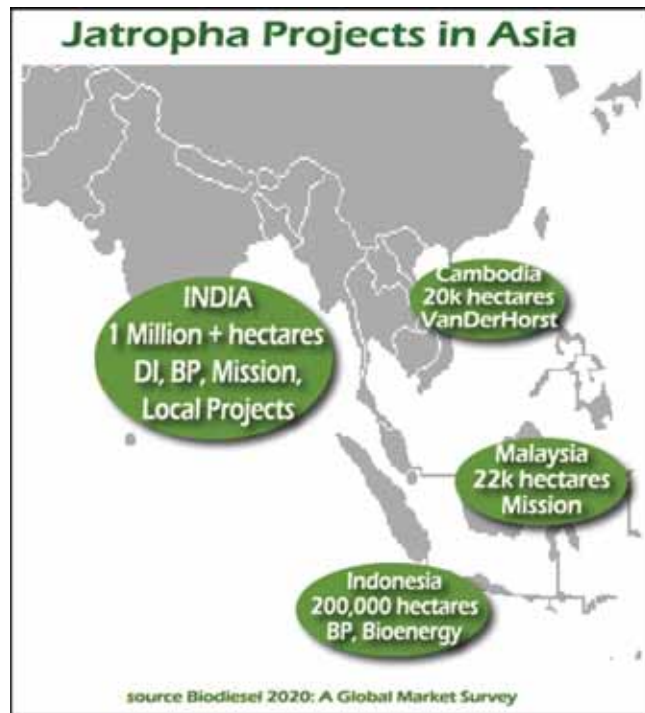 Jatropha Projects in Asia
Cambodia
20k hectares
VanDerHorst
INDIA
1 Million + hectares
DI, BP, Mission,
Local Projects
Malaysia
22k hectares
Mission
Indonesia
200,000 hectares
BP, Bioenergy
source Biodiesel 2020: A Global Market Survey